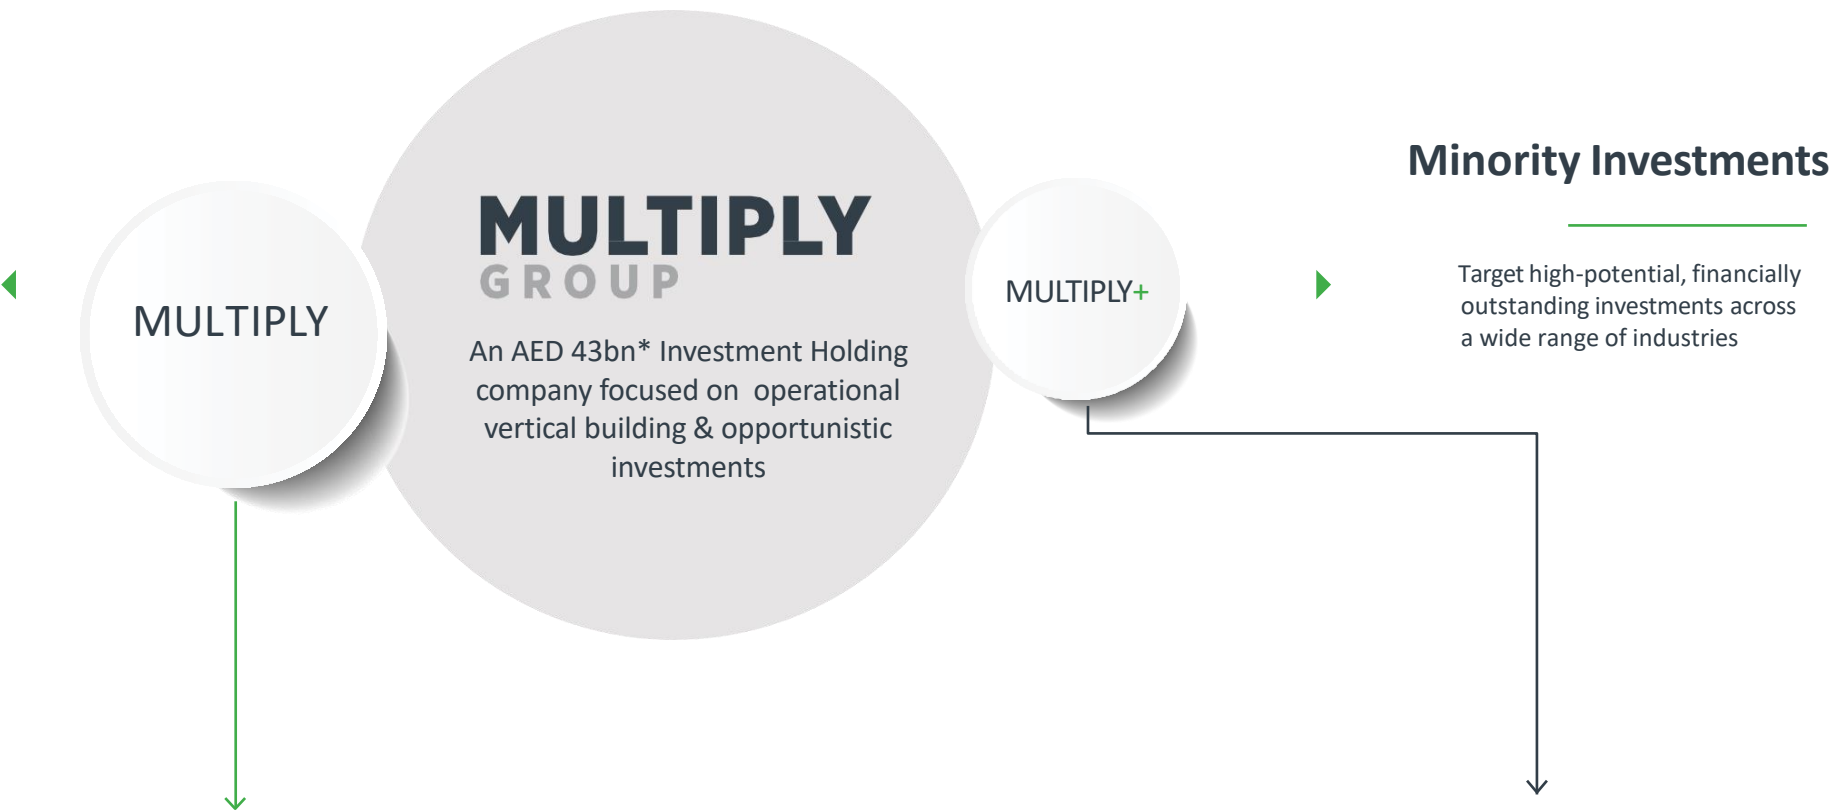 MULTIPLY
MULTIPLY
GROUP
An AED 43bn* Investment Holding
company focused on operational
vertical building & opportunistic
investments
MULTIPLY+
Minority Investments
Target high-potential, financially
outstanding investments across
a wide range of industries